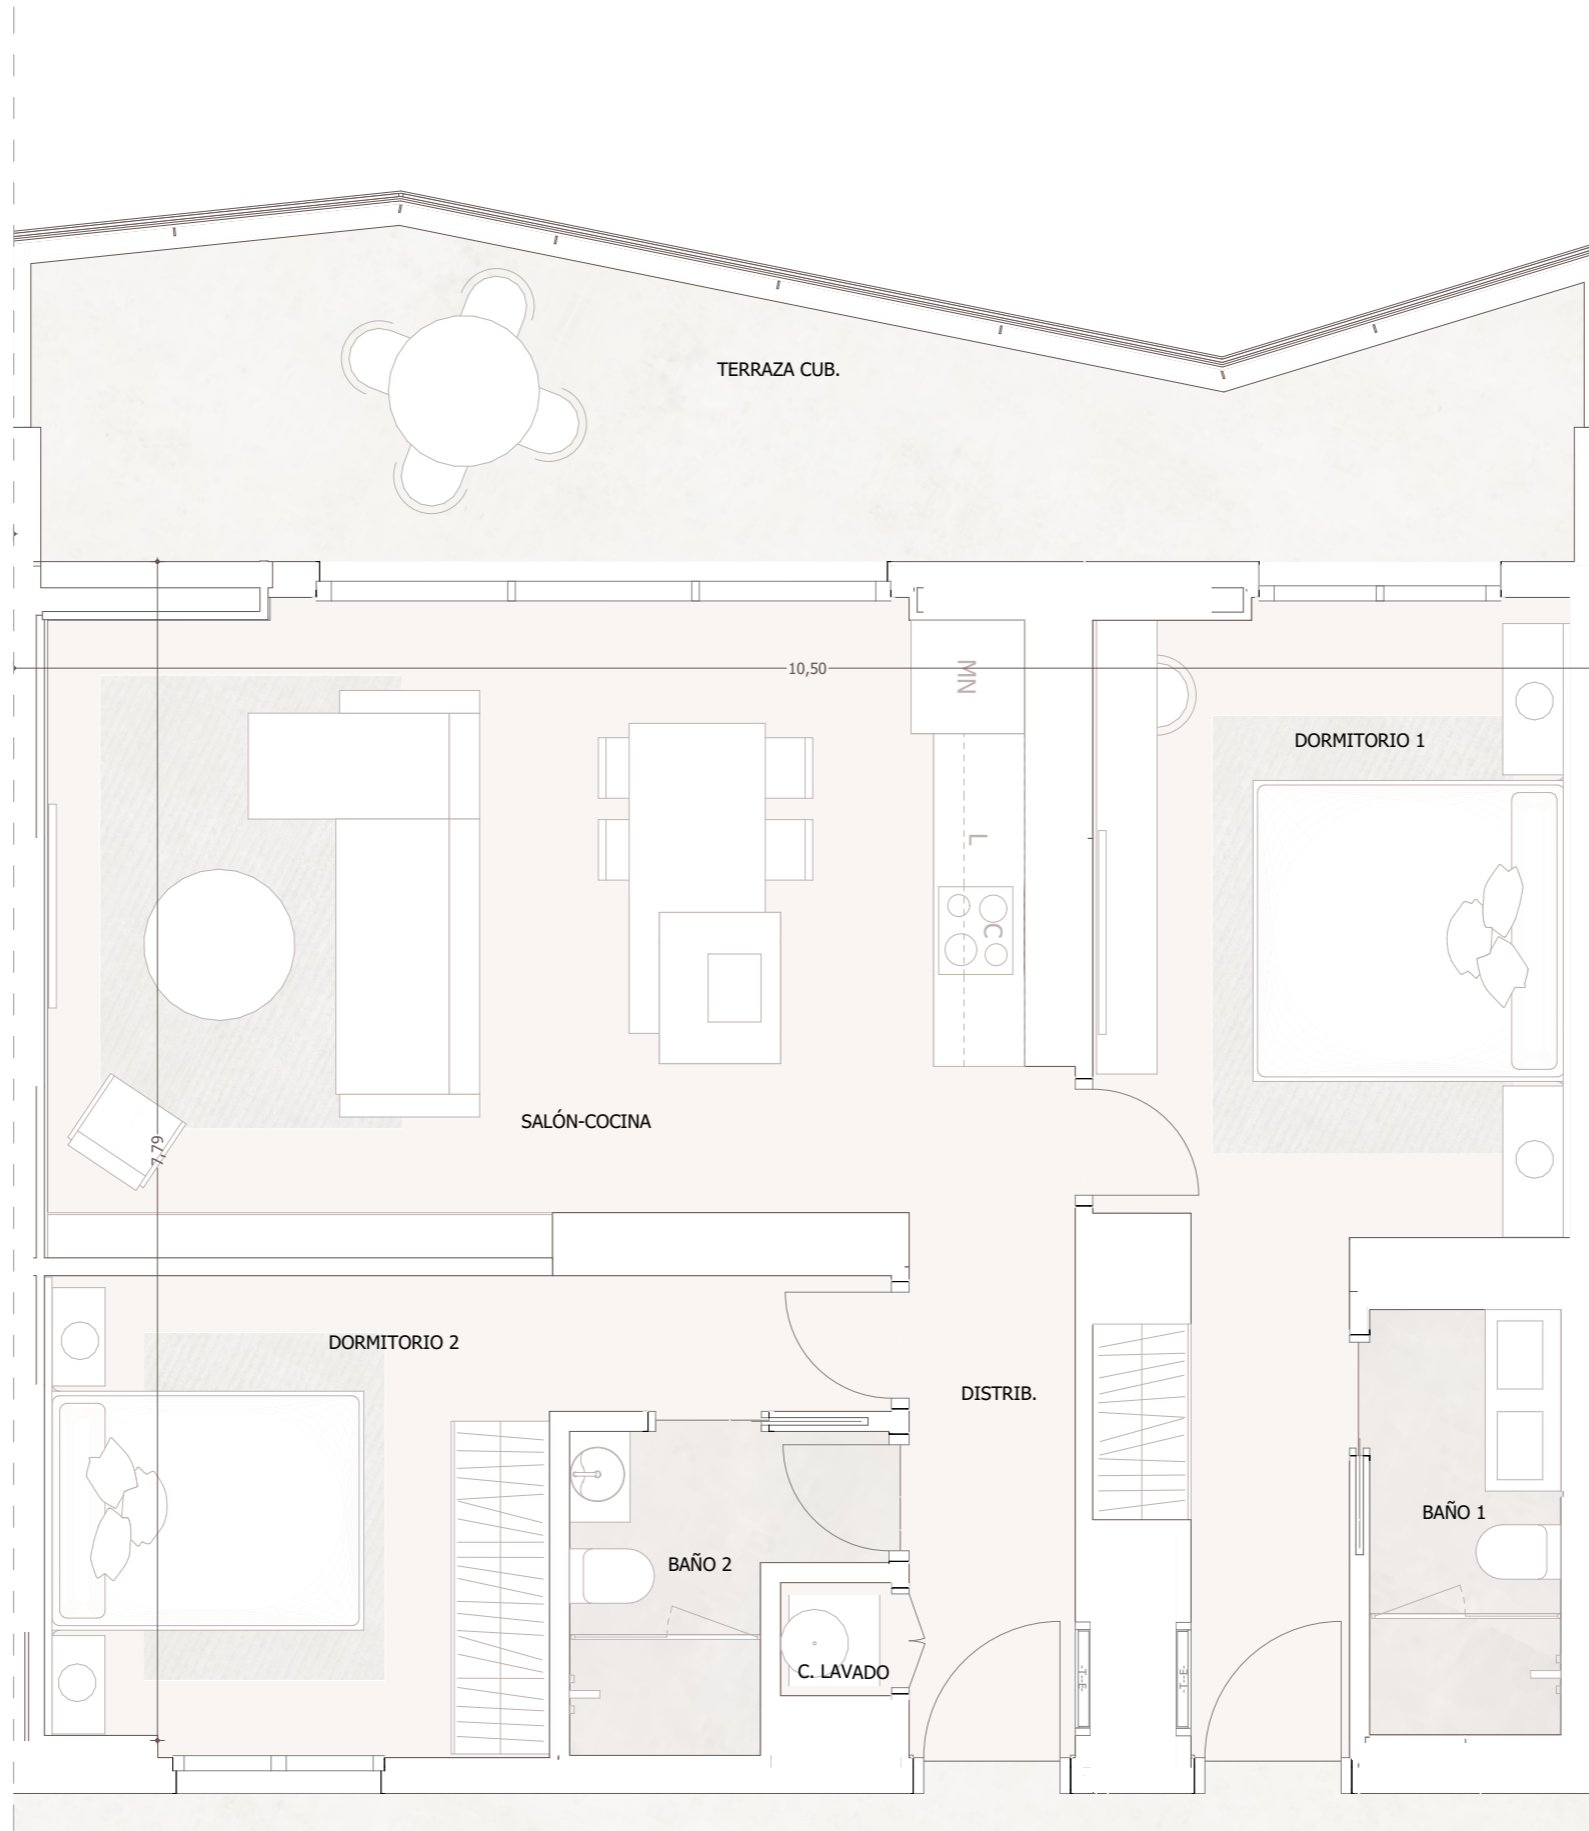 TERRAZA CUB.
10,50
MN
DORMITORIO 1
L
C
SALÓN-COCINA
7,79
DORMITORIO 2
DISTRIB.
BAÑO 1
BAÑO 2
C. LAVADO
-T-E-
-T-E-